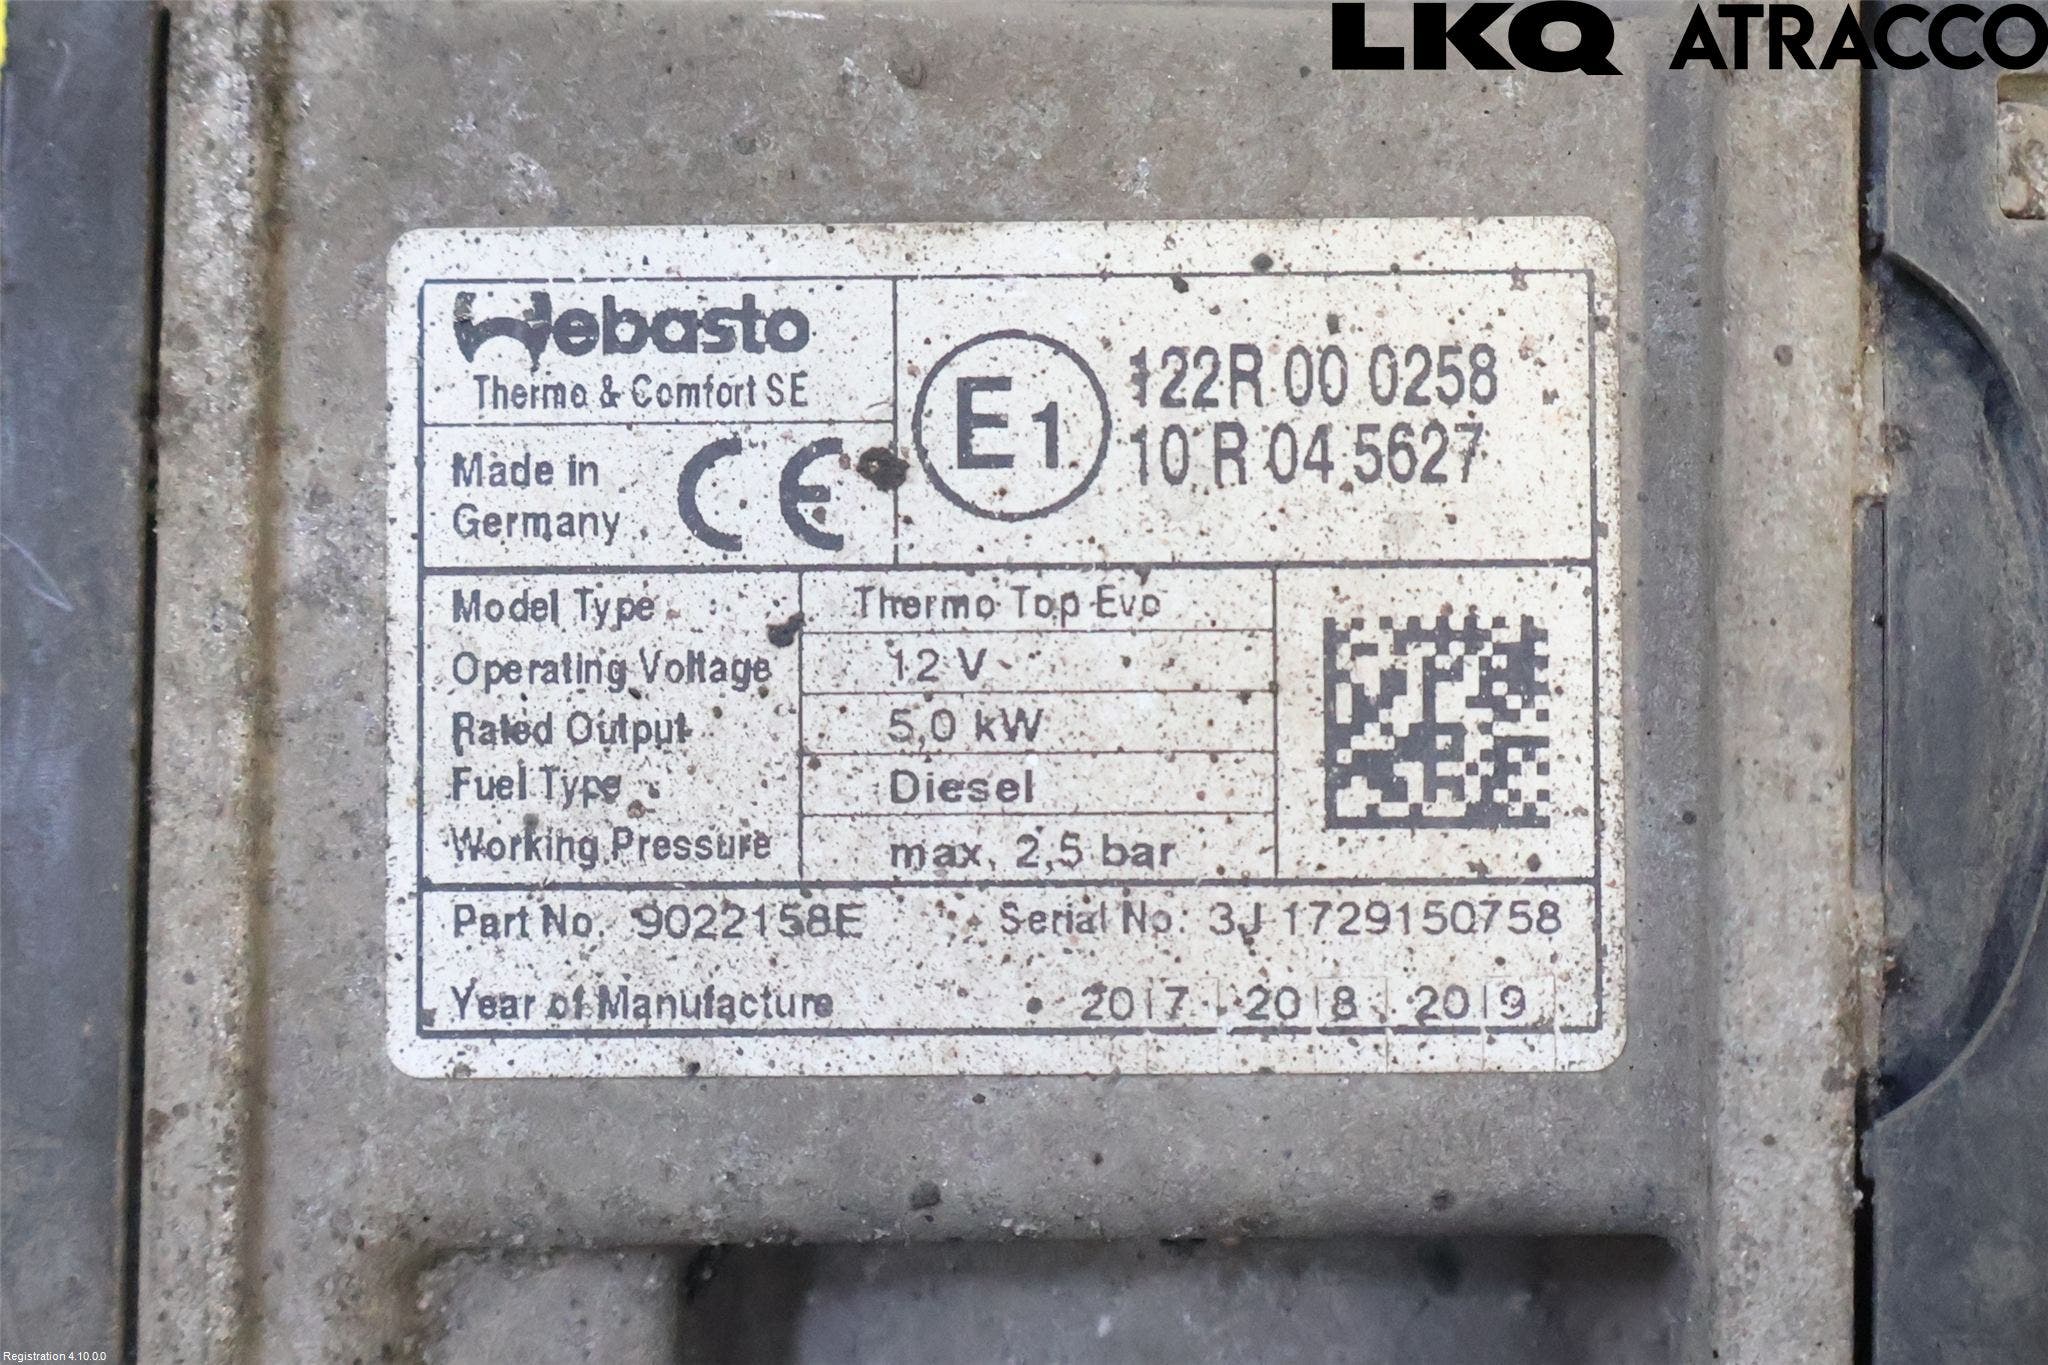 LKQ ATRACCO
Webasto
Thermo & Comfort SE
Made in
Germany
CE
E1
122R 00 0258
10 R 04 5627
Model Type : Thermo Top Evo
Operating Voltage 12 V
Rated Output 5,0 kW
Fuel Type Diesel
Working Pressure max. 2,5 bar
Part No. 9022158E Serial No: 3J 1729150758
Year of Manufacture 2017 2018 2019
Registration 4.10.0.0